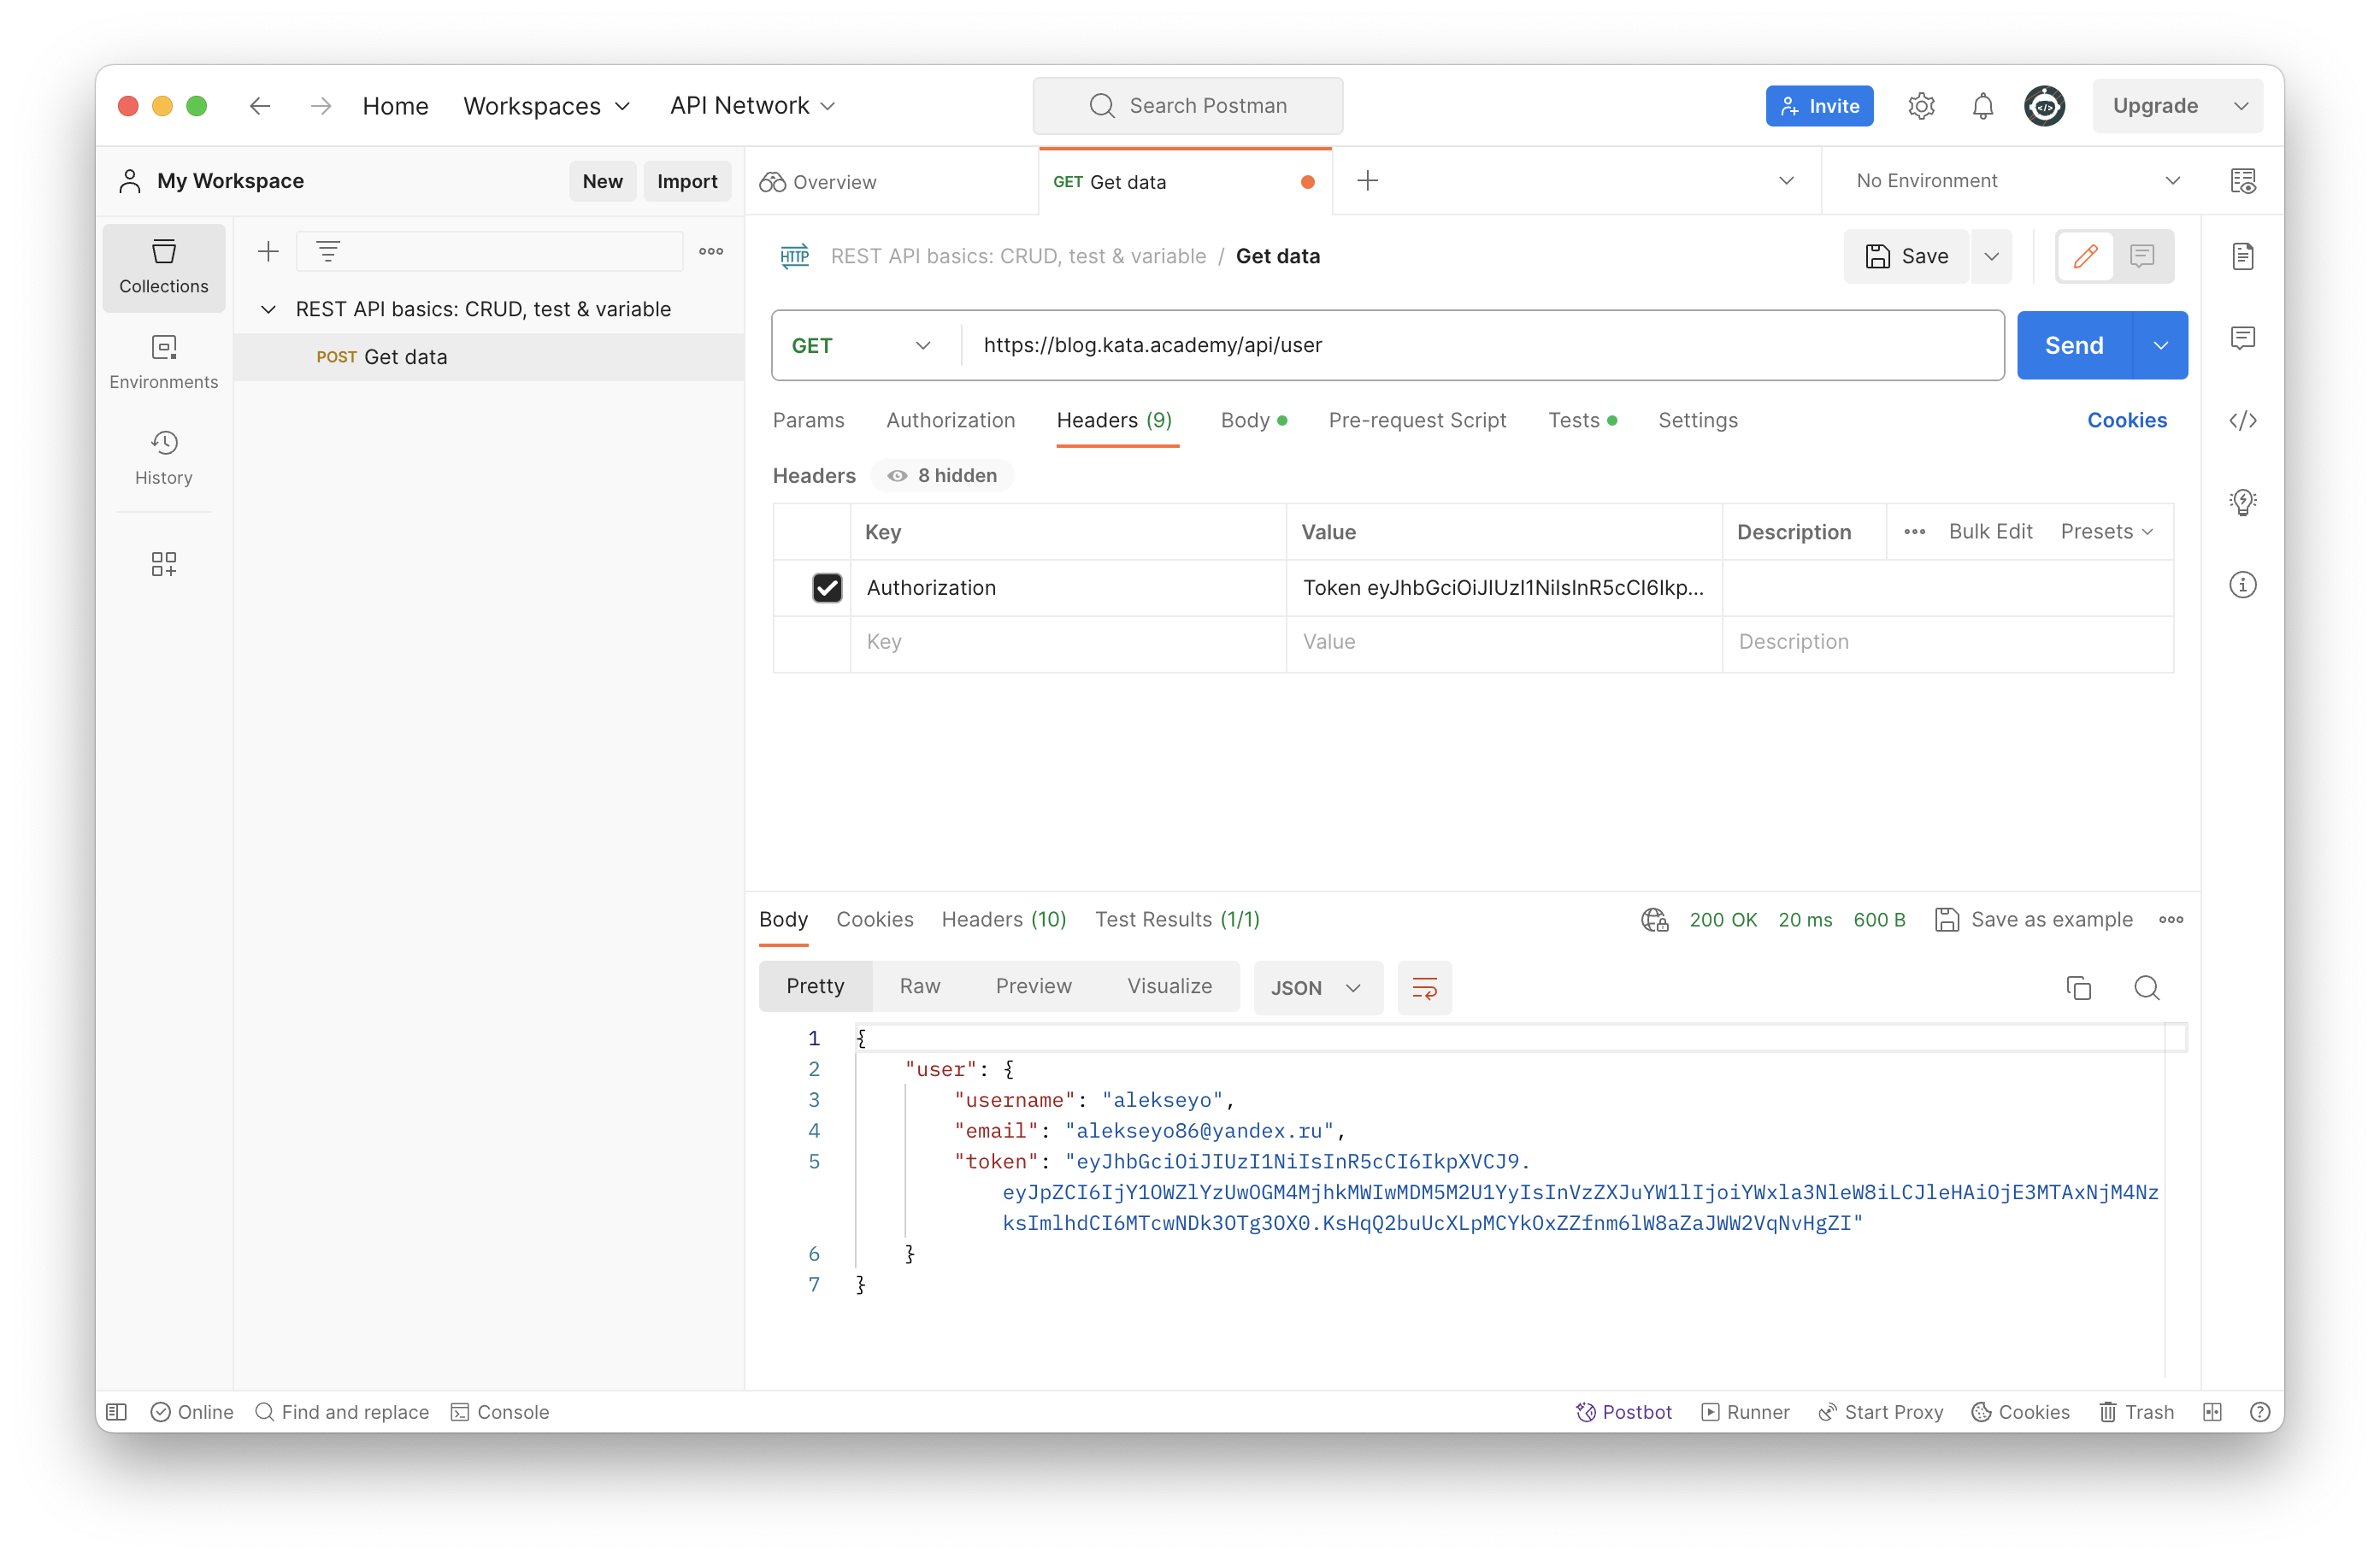 Home
Workspaces
API Network
Search Postman
Invite
Upgrade
My Workspace
New
Import
Overview
GET Get data
No Environment
Collections
Environments
History
REST API basics: CRUD, test & variable
POST Get data
HTTP
REST API basics: CRUD, test & variable / Get data
Save
GET
https://blog.kata.academy/api/user
Send
Params
Authorization
Headers (9)
Body
Pre-request Script
Tests
Settings
Cookies
Headers
8 hidden
Key
Value
Description
Bulk Edit
Presets
Authorization
Token eyJhbGciOiJIUzI1NiIsInR5cCI6Ikp...
Key
Value
Description
Body
Cookies
Headers (10)
Test Results (1/1)
200 OK
20 ms
600 B
Save as example
Pretty
Raw
Preview
Visualize
JSON
1 {
2 "user": {
3 "username": "alekseyo",
4 "email": "alekseyo86@yandex.ru",
5 "token": "eyJhbGciOiJIUzI1NiIsInR5cCI6IkpXVCJ9.
eyJpZCI6IjY1OWZlYzUwOGM4MjhkMWIwMDM5M2U1YyIsInVzZXJuYW1lIjoiYWxla3NleW8iLCJleHAiOjE3MTAxNjM4Nz
ksImlhdCI6MTcwNDk3OTg3OX0.KsHqQ2buUcXLpMCYkOxZZfnm6lW8aZaJWW2VqNvHgZI"
6 }
7 }
Online
Find and replace
Console
Postbot
Runner
Start Proxy
Cookies
Trash